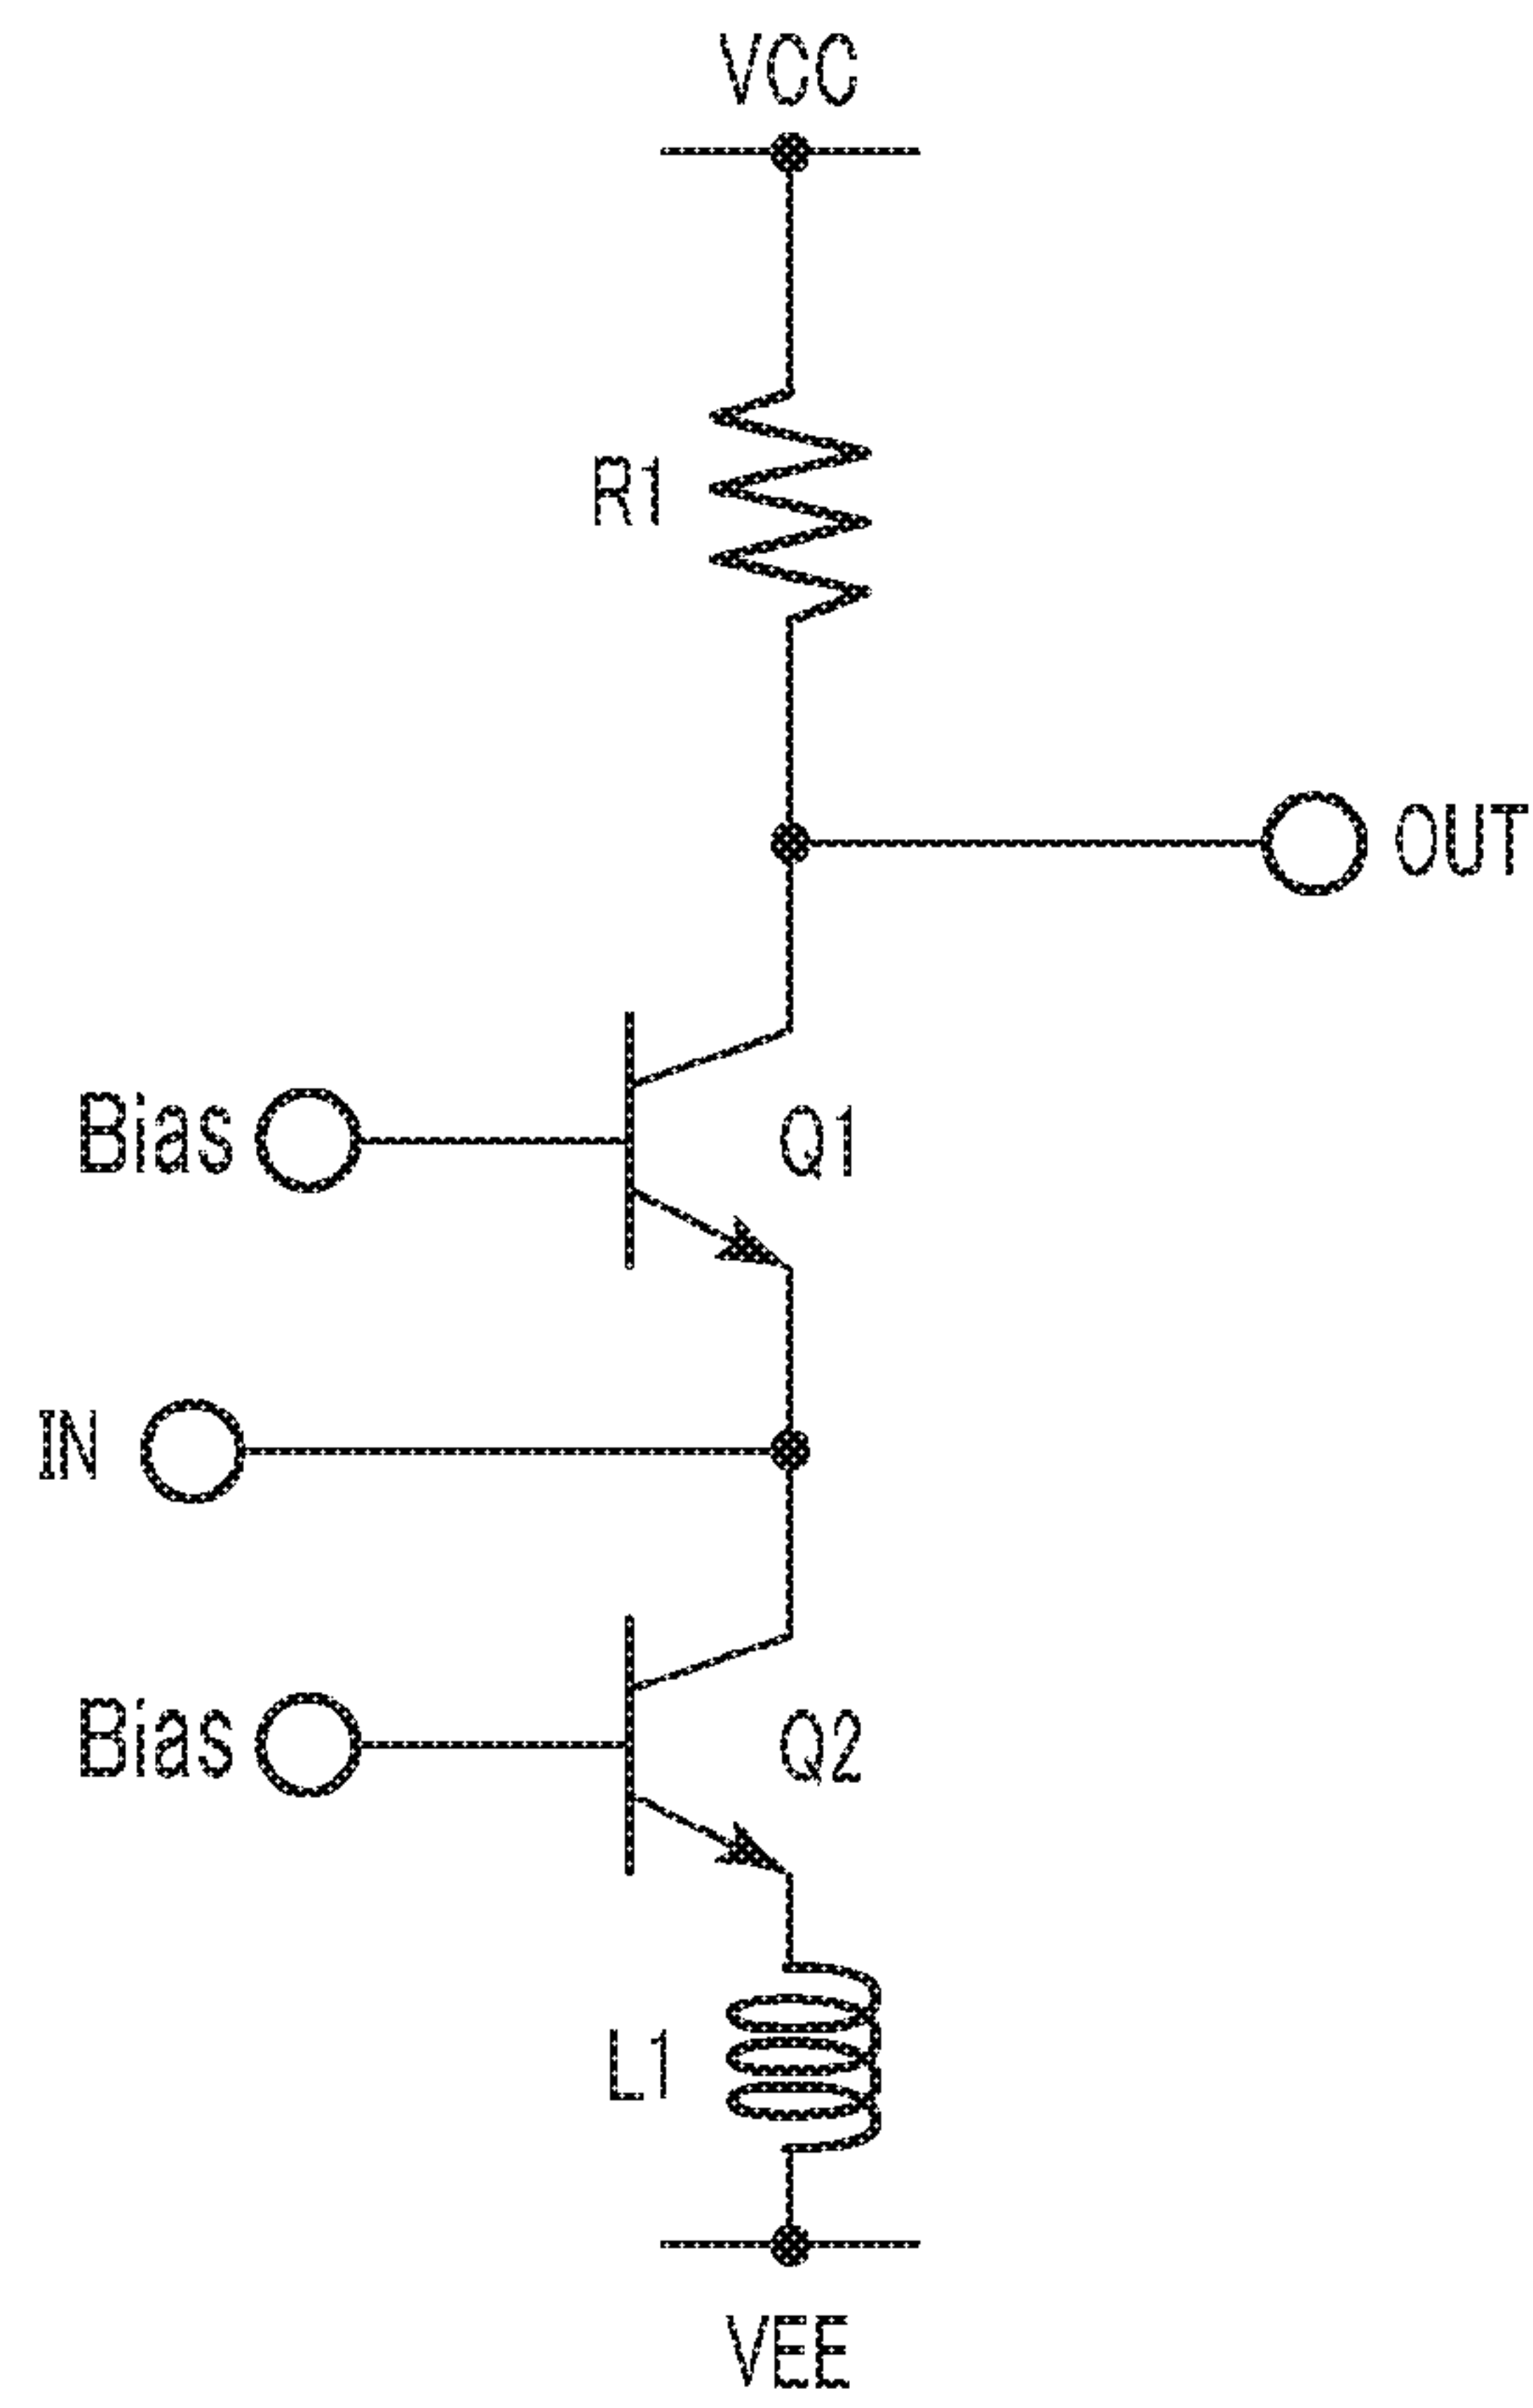 VCC
R1
OUT
Bias
Q1
IN
Bias
Q2
L1
VEE